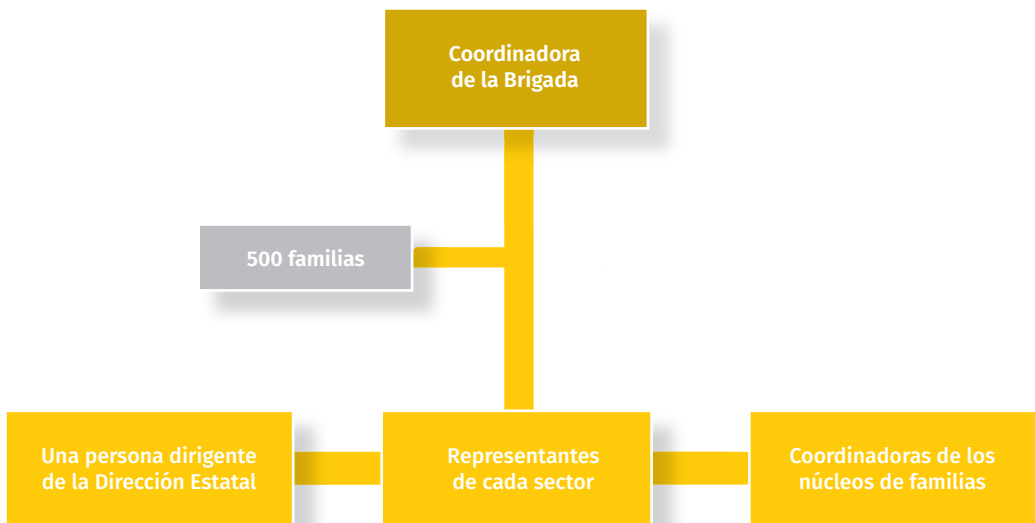 Coordinadora
de la Brigada
500 familias
Una persona dirigente
de la Dirección Estatal
Representantes
de cada sector
Coordinadoras de los
núcleos de familias